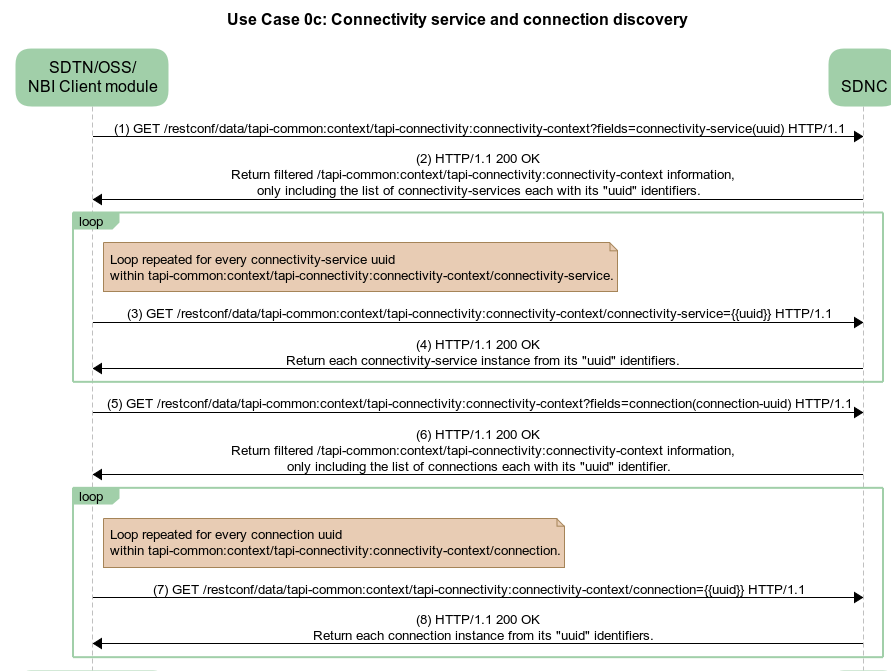 Use Case 0c: Connectivity service and connection discovery
SDTN/OSS/
NBI Client module
SDNC
(1) GET /restconf/data/tapi-common:context/tapi-connectivity:connectivity-context?fields=connectivity-service(uuid) HTTP/1.1
(2) HTTP/1.1 200 OK
Return filtered /tapi-common:context/tapi-connectivity:connectivity-context information,
only including the list of connectivity-services each with its "uuid" identifiers.
loop
Loop repeated for every connectivity-service uuid
within tapi-common:context/tapi-connectivity:connectivity-context/connectivity-service.
(3) GET /restconf/data/tapi-common:context/tapi-connectivity:connectivity-context/connectivity-service={{uuid}} HTTP/1.1
(4) HTTP/1.1 200 OK
Return each connectivity-service instance from its "uuid" identifiers.
(5) GET /restconf/data/tapi-common:context/tapi-connectivity:connectivity-context?fields=connection(connection-uuid) HTTP/1.1
(6) HTTP/1.1 200 OK
Return filtered /tapi-common:context/tapi-connectivity:connectivity-context information,
only including the list of connections each with its "uuid" identifier.
loop
Loop repeated for every connection uuid
within tapi-common:context/tapi-connectivity:connectivity-context/connection.
(7) GET /restconf/data/tapi-common:context/tapi-connectivity:connectivity-context/connection={{uuid}} HTTP/1.1
(8) HTTP/1.1 200 OK
Return each connection instance from its "uuid" identifiers.